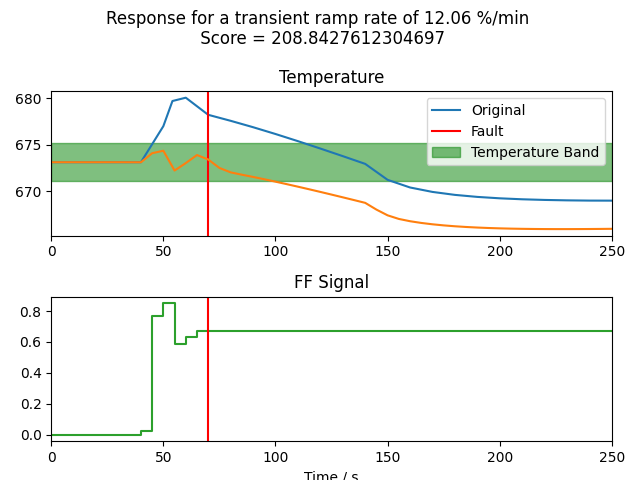 Response for a transient ramp rate of 12.06 %/min
Score = 208.8427612304697
Temperature
680
675
670
Original
Fault
Temperature Band
0 50 100 150 200 250
FF Signal
0.8
0.6
0.4
0.2
0.0
0 50 100 150 200 250
Time / s